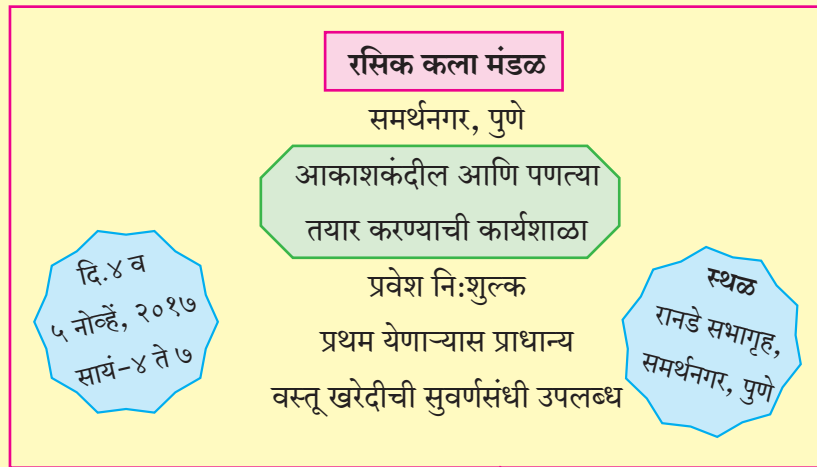 रसिक कला मंडळ
समर्थनगर, पुणे
आकाशकंदील आणि पणत्या
तयार करण्याची कार्यशाळा
दि.४ व
५ नोव्हें, २०१७
सायं-४ ते ७
प्रवेश नि:शुल्क
प्रथम येणाऱ्यास प्राधान्य
वस्तू खरेदीची सुवर्णसंधी उपलब्ध
स्थळ
रानडे सभागृह,
समर्थनगर, पुणे